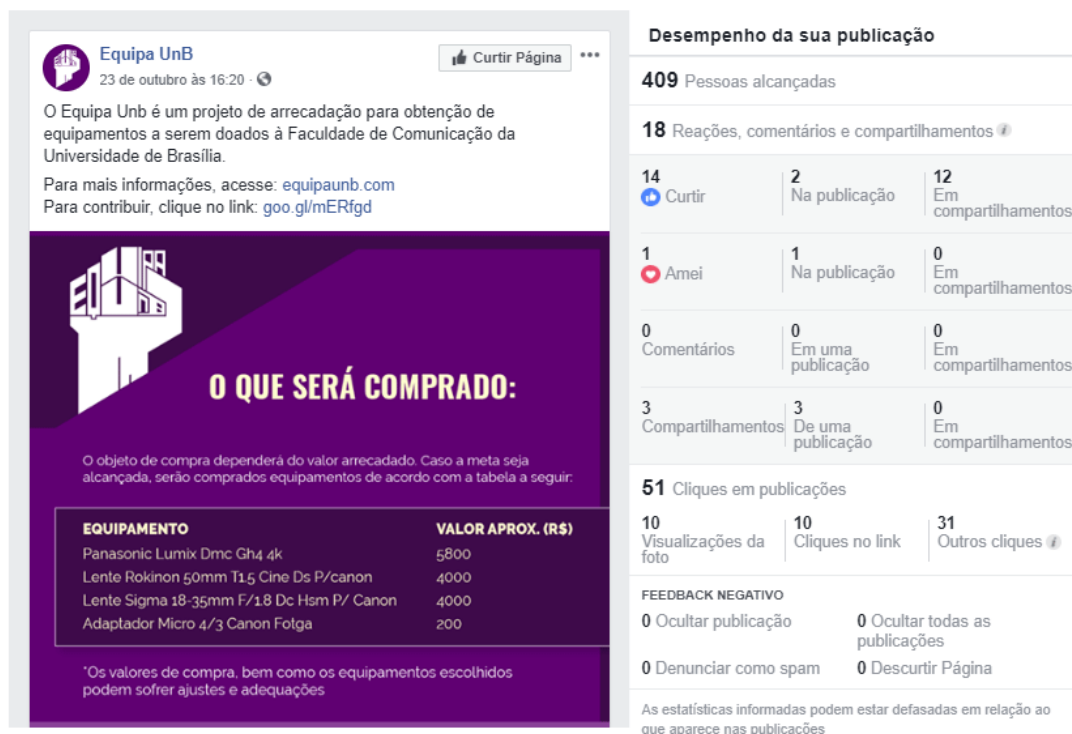 Equipa UnB
23 de outubro às 16:20 ·
Curtir Página
O Equipa Unb é um projeto de arrecadação para obtenção de
equipamentos a serem doados à Faculdade de Comunicação da
Universidade de Brasília.
Para mais informações, acesse: equipaunb.com
Para contribuir, clique no link: goo.gl/mERfgd
EQUIPA
UnB
O QUE SERÁ COMPRADO:
O objeto de compra dependerá do valor arrecadado. Caso a meta seja
alcançada, serão comprados equipamentos de acordo com a tabela a seguir:
EQUIPAMENTO VALOR APROX. (R$)
Panasonic Lumix Dmc Gh4 4k 5800
Lente Rokinon 50mm T1.5 Cine Ds P/canon 4000
Lente Sigma 18-35mm F/1.8 Dc Hsm P/ Canon 4000
Adaptador Micro 4/3 Canon Fotga 200
*Os valores de compra, bem como os equipamentos escolhidos
podem sofrer ajustes e adequações
Desempenho da sua publicação
409 Pessoas alcançadas
18 Reações, comentários e compartilhamentos
14 2 12
Curtir Na publicação Em
compartilhamentos
1 1 0
Amei Na publicação Em
compartilhamentos
0 0 0
Comentários Em uma Em
publicação compartilhamentos
3 3 0
Compartilhamentos De uma Em
publicação compartilhamentos
51 Cliques em publicações
10 10 31
Visualizações da Cliques no link Outros cliques
foto
FEEDBACK NEGATIVO
0 Ocultar publicação 0 Ocultar todas as
publicações
0 Denunciar como spam 0 Descurtir Página
As estatísticas informadas podem estar defasadas em relação ao
que aparece nas publicações